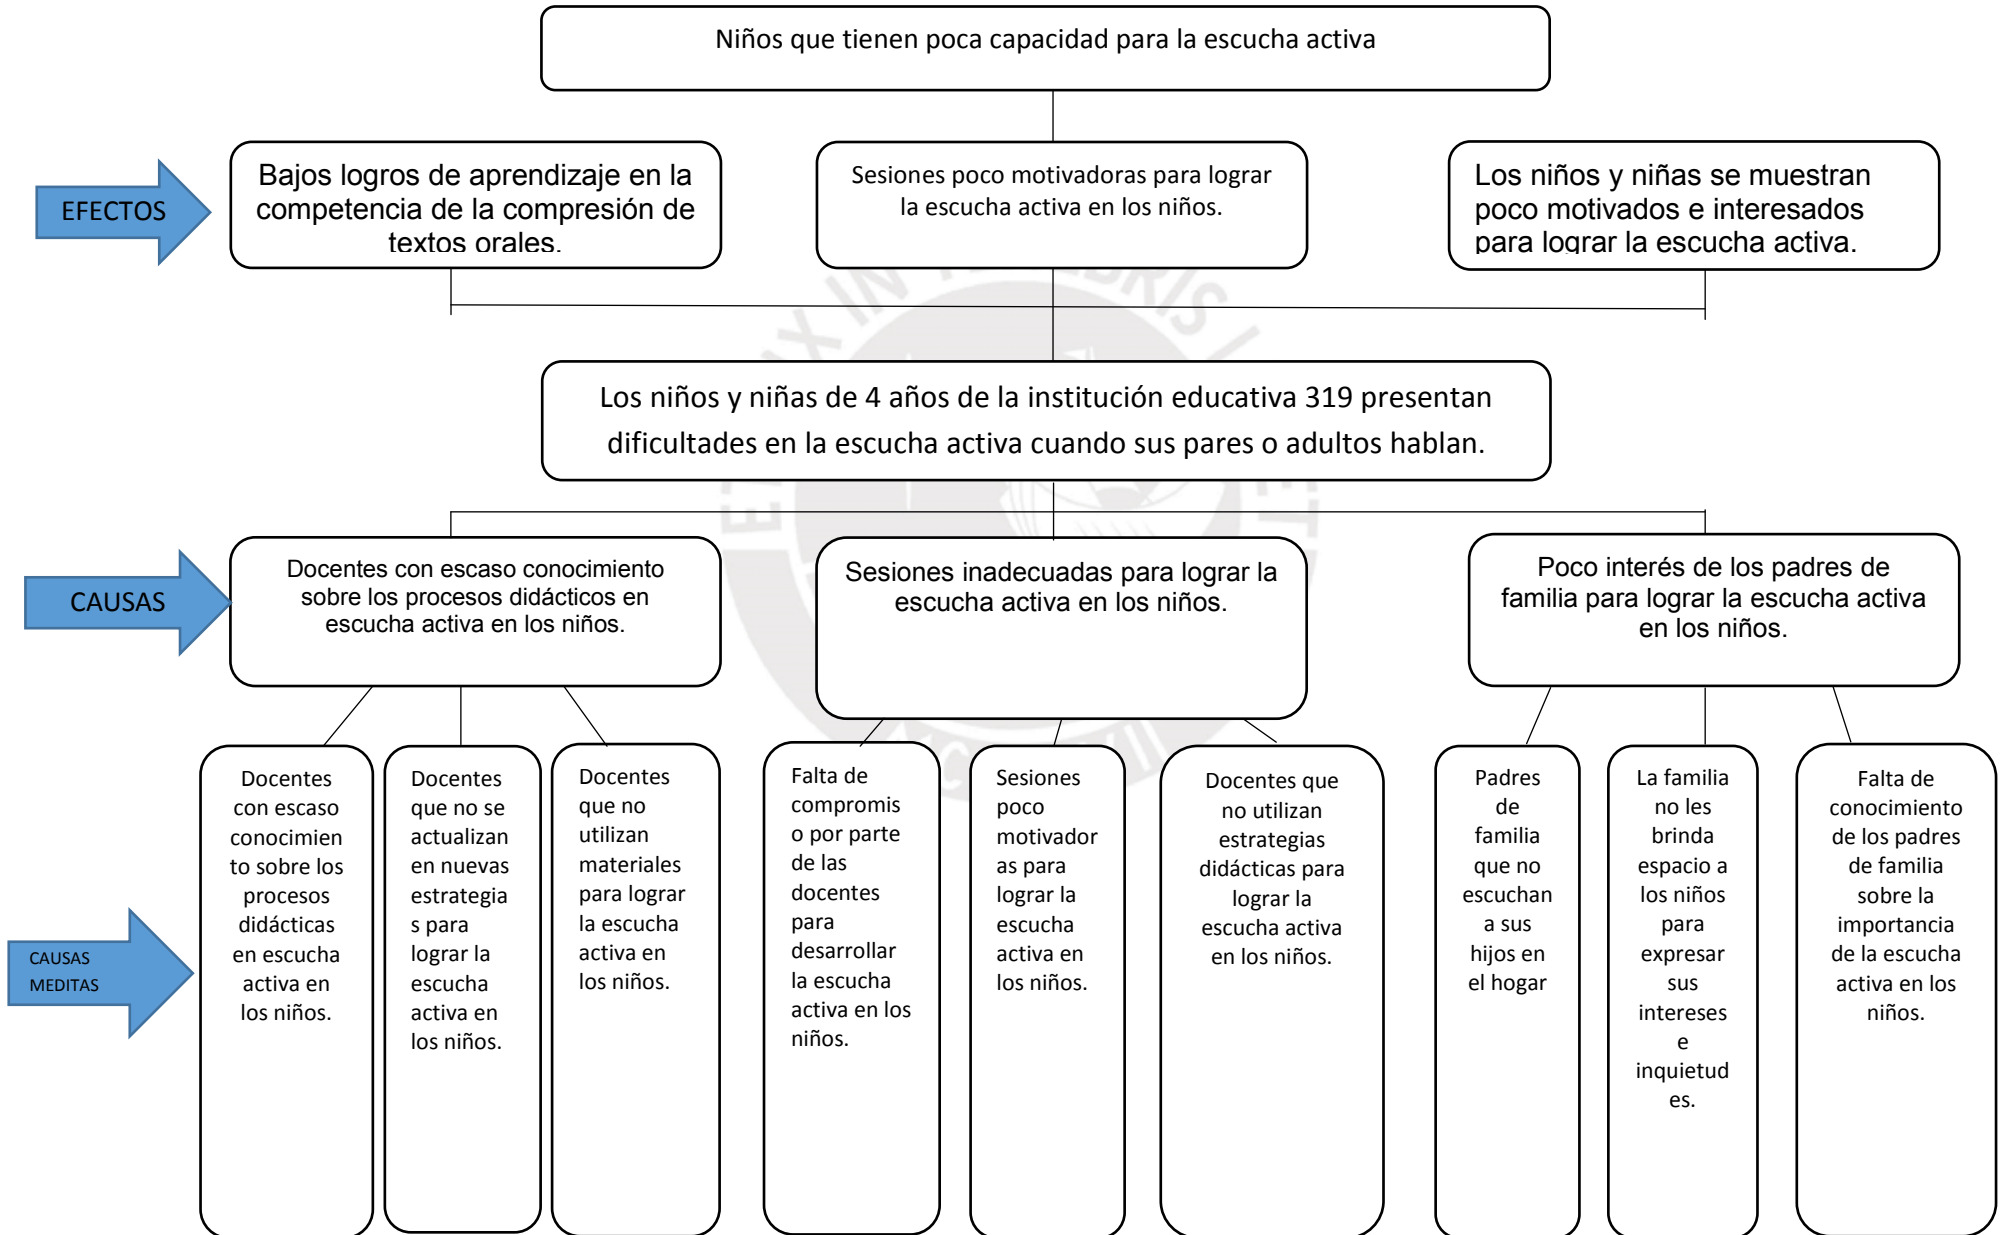 Niños que tienen poca capacidad para la escucha activa
EFECTOS
Bajos logros de aprendizaje en la
competencia de la compresión de
textos orales.
Sesiones poco motivadoras para lograr
la escucha activa en los niños.
Los niños y niñas se muestran
poco motivados e interesados
para lograr la escucha activa.
Los niños y niñas de 4 años de la institución educativa 319 presentan
dificultades en la escucha activa cuando sus pares o adultos hablan.
CAUSAS
Docentes con escaso conocimiento
sobre los procesos didácticos en
escucha activa en los niños.
Sesiones inadecuadas para lograr la
escucha activa en los niños.
Poco interés de los padres de
familia para lograr la escucha activa
en los niños.
CAUSAS
MEDITAS
Docentes
con escaso
conocimien
to sobre los
procesos
didácticas
en escucha
activa en
los niños.
Docentes
que no se
actualizan
en nuevas
estrategia
s para
lograr la
escucha
activa en
los niños.
Docentes
que no
utilizan
materiales
para lograr
la escucha
activa en
los niños.
Falta de
compromis
o por parte
de las
docentes
para
desarrollar
la escucha
activa en los
niños.
Sesiones
poco
motivador
as para
lograr la
escucha
activa en
los niños.
Docentes que
no utilizan
estrategias
didácticas para
lograr la
escucha activa
en los niños.
Padres
de
familia
que no
escuchan
a sus
hijos en
el hogar
La familia
no les
brinda
espacio a
los niños
para
expresar
sus
intereses
e
inquietud
es.
Falta de
conocimiento
de los padres
de familia
sobre la
importancia
de la escucha
activa en los
niños.